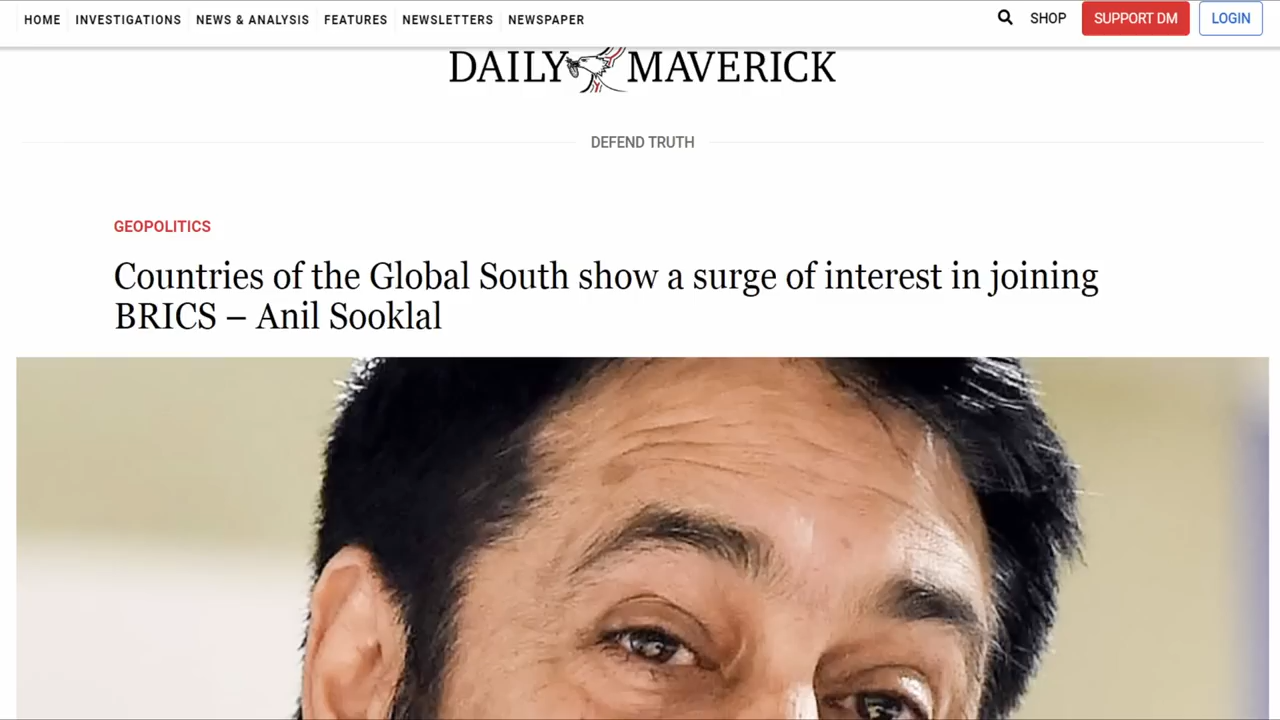 HOME INVESTIGATIONS NEWS & ANALYSIS FEATURES NEWSLETTERS NEWSPAPER SHOP SUPPORT DM LOGIN
DAILY MAVERICK
DEFEND TRUTH
GEOPOLITICS
Countries of the Global South show a surge of interest in joining
BRICS – Anil Sooklal